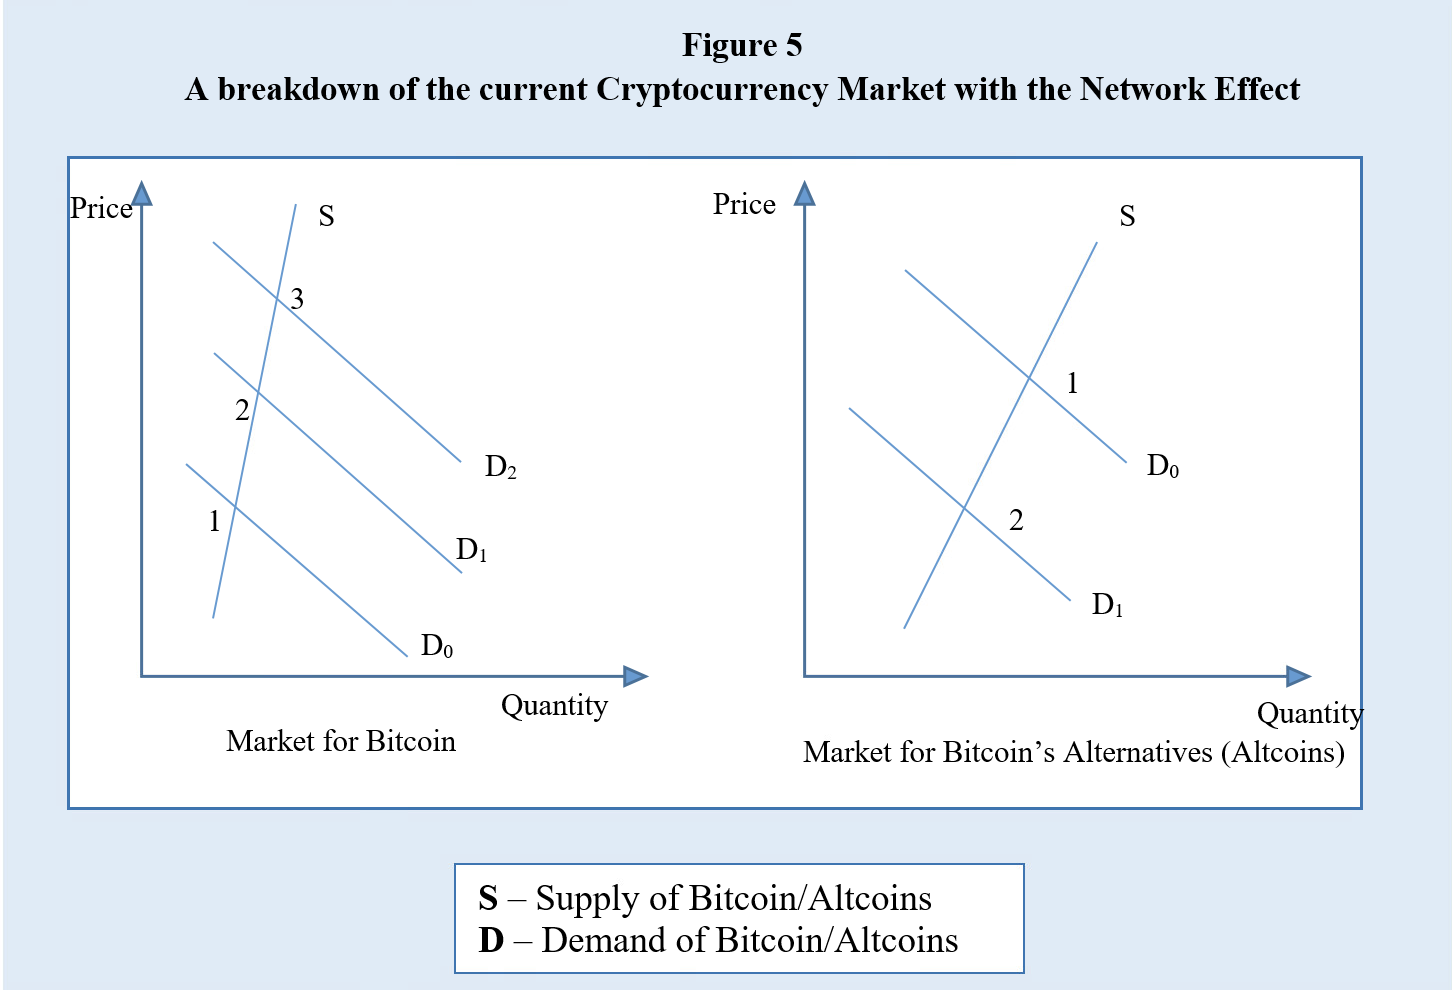 Figure 5
A breakdown of the current Cryptocurrency Market with the Network Effect
Price
S
3
2
1
D₂
D₁
D₀
Quantity
Market for Bitcoin
Price
S
1
D₀
2
D₁
Quantity
Market for Bitcoin’s Alternatives (Altcoins)
S – Supply of Bitcoin/Altcoins
D – Demand of Bitcoin/Altcoins